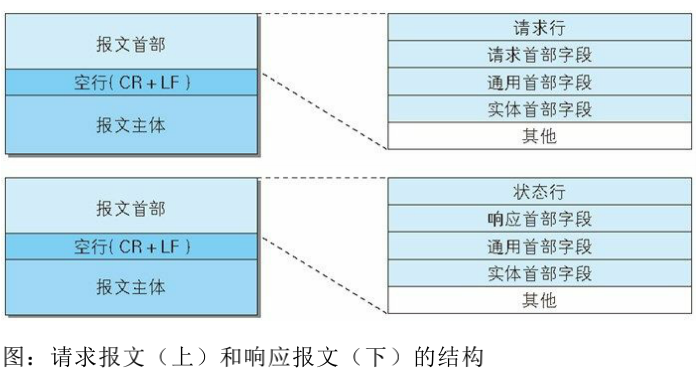 报文首部
空行( CR + LF )
报文主体
请求行
请求首部字段
通用首部字段
实体首部字段
其他
报文首部
空行( CR + LF )
报文主体
状态行
响应首部字段
通用首部字段
实体首部字段
其他
图：请求报文（上）和响应报文（下）的结构